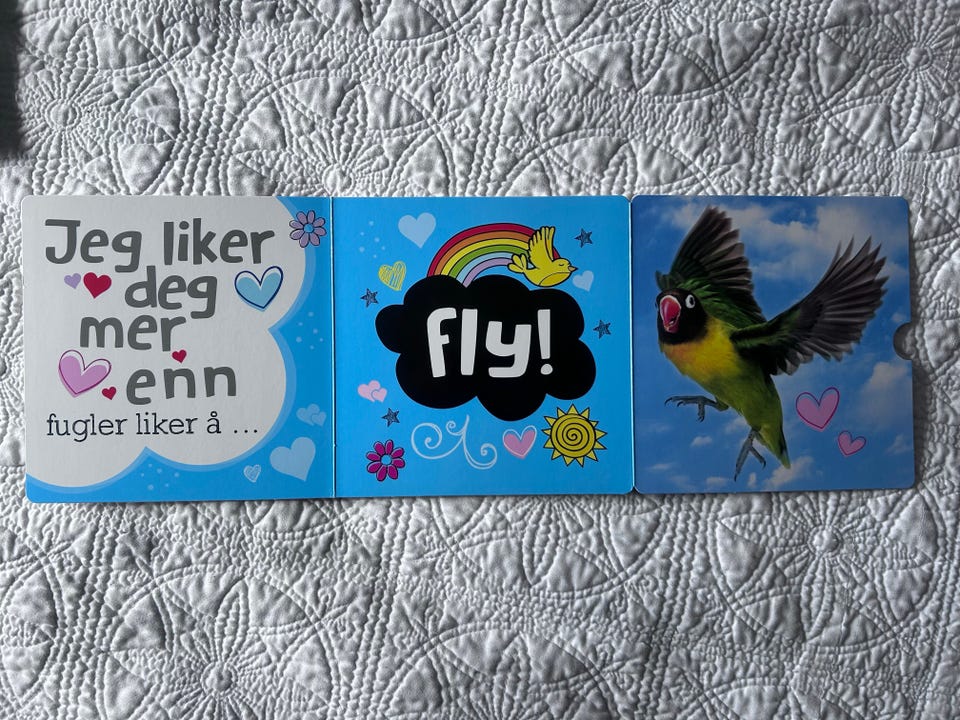 Jeg liker
deg
mer
enn
fugler liker å ...
fly!